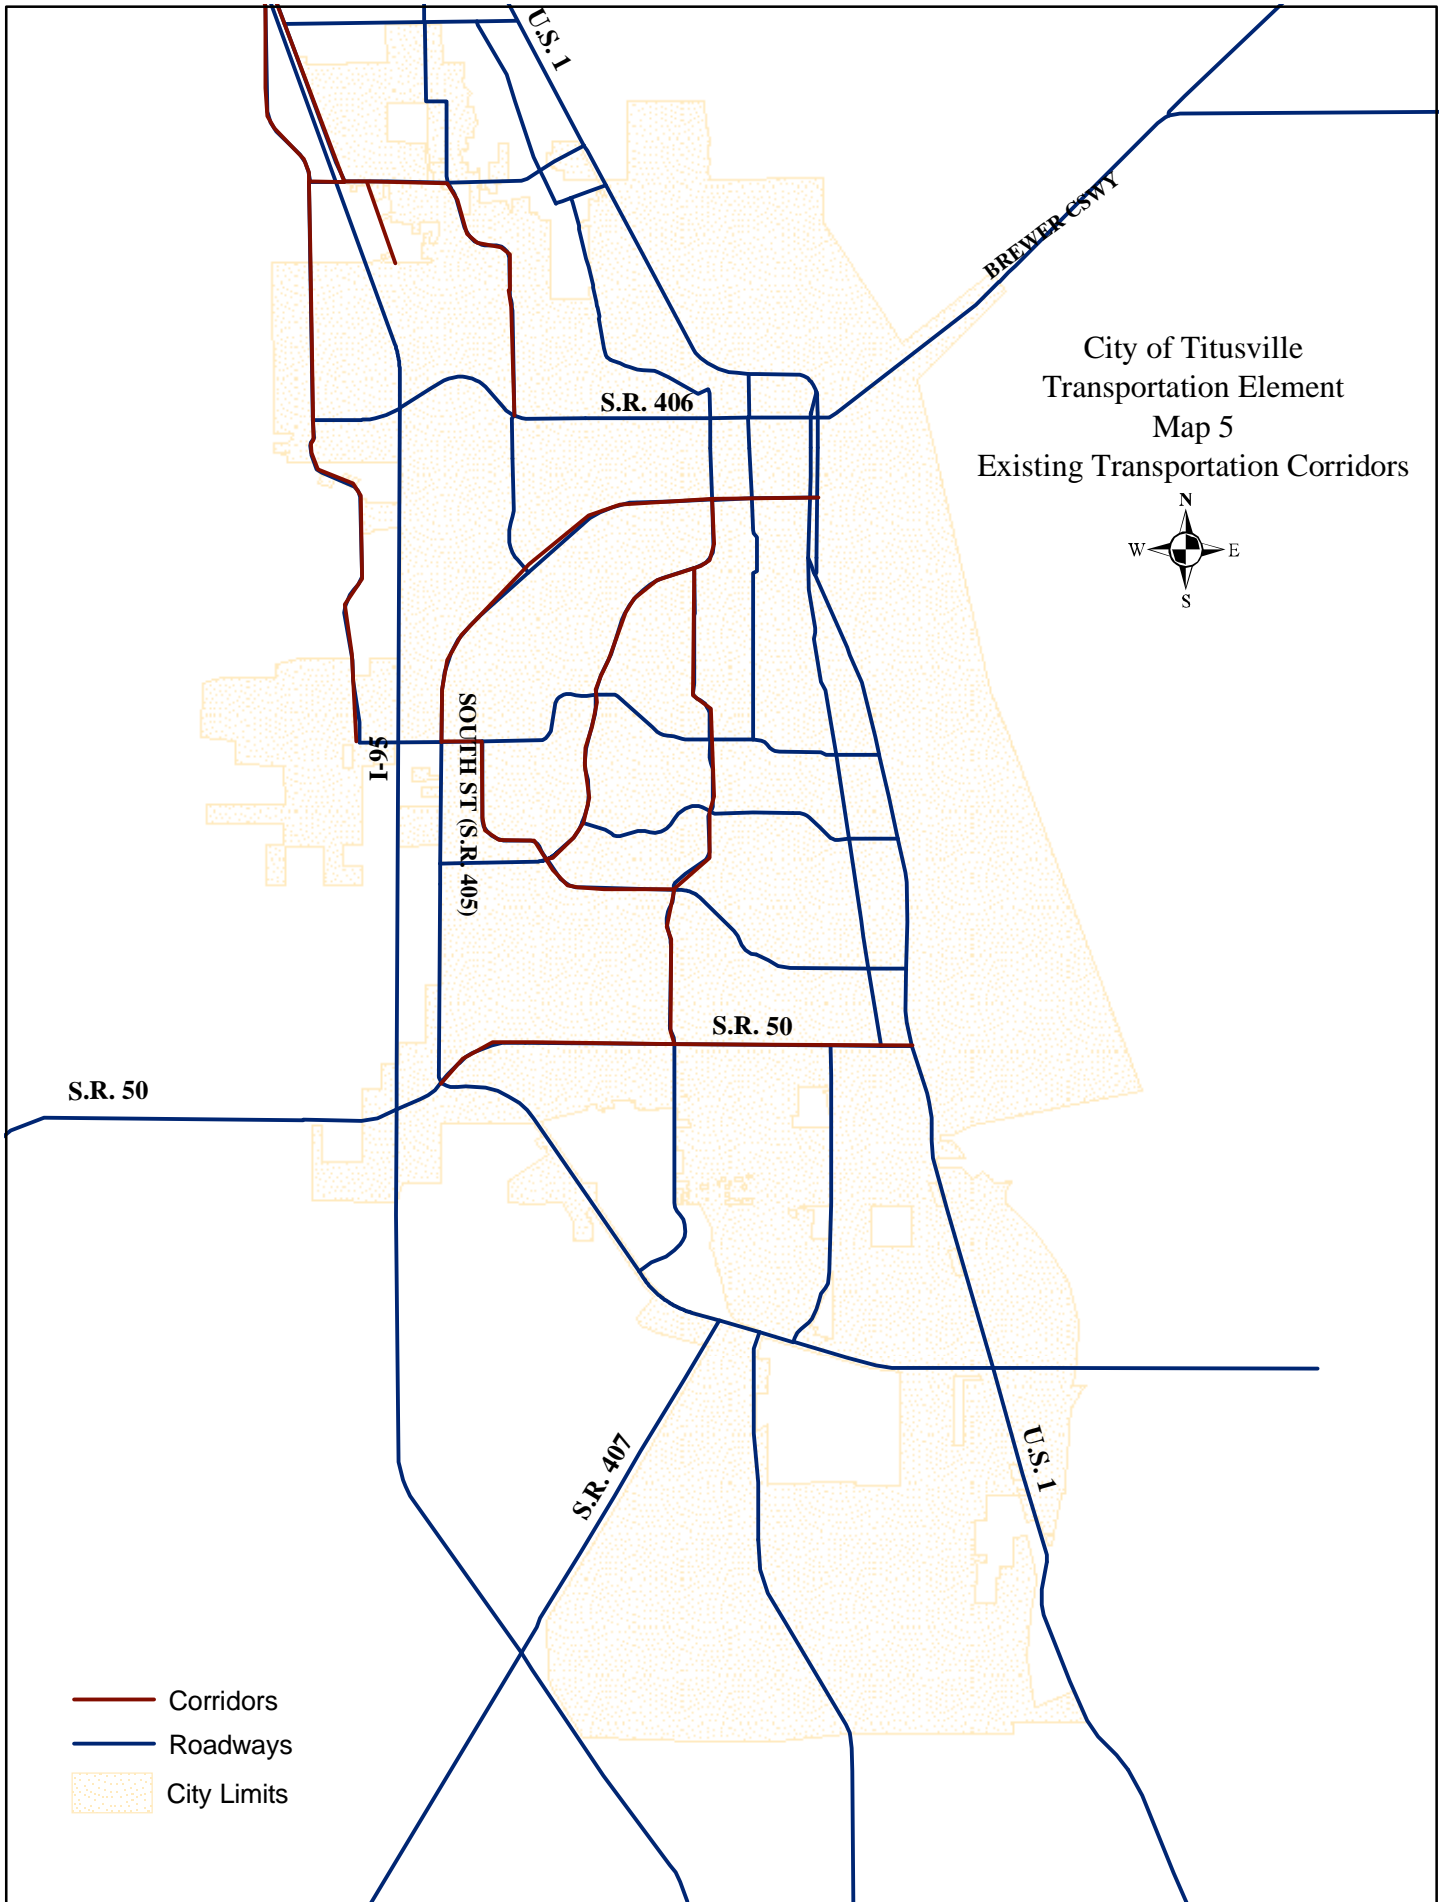 U.S. 1
BREWER CSWY
City of Titusville
Transportation Element
Map 5
Existing Transportation Corridors
N
W
E
S
S.R. 406
SOUTH ST (S.R. 405)
I-95
S.R. 50
S.R. 50
S.R. 407
U.S. 1
Corridors
Roadways
City Limits